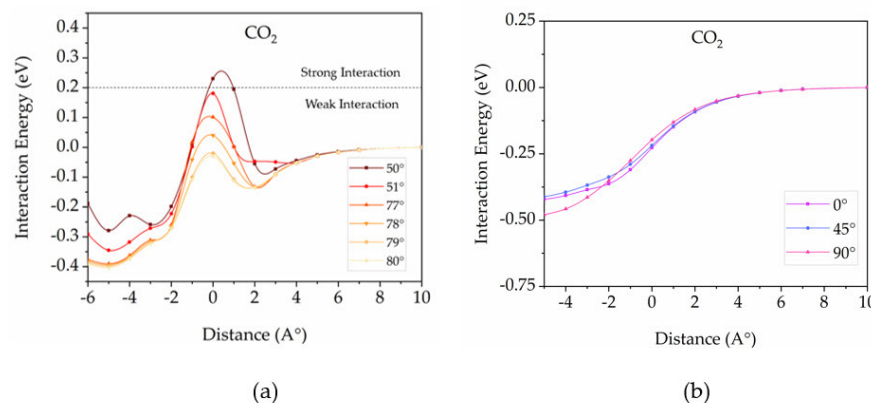 CO2
Interaction Energy (eV)
0.4
0.3
0.2
0.1
0.0
-0.1
-0.2
-0.3
-0.4
Strong Interaction
Weak Interaction
50°
51°
77°
78°
79°
80°
-6 -4 -2 0 2 4 6 8 10
Distance (A°)
(a)
CO2
Interaction Energy (eV)
0.25
0.00
-0.25
-0.50
-0.75
0°
45°
90°
-4 -2 0 2 4 6 8 10
Distance (A°)
(b)